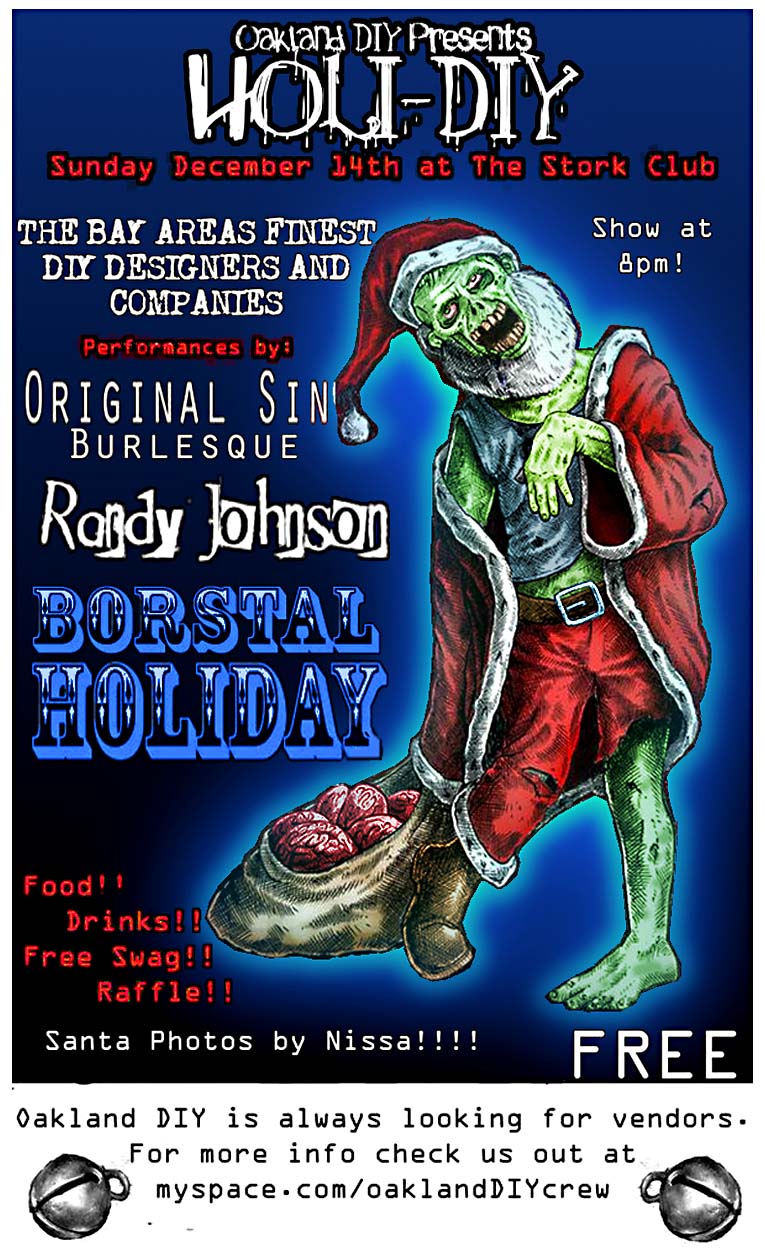 Oakland DIY Presents
HOLI-DIY
Sunday December 14th at The Stork Club
THE BAY AREAS FINEST
DIY DESIGNERS AND
COMPANIES
Show at
8pm!
Performances by:
ORIGINAL SIN
BURLESQUE
Randy Johnson
BORSTAL
HOLIDAY
Food!!
Drinks!!
Free Swag!!
Raffle!!
Santa Photos by Nissa!!!!
FREE
Oakland DIY is always looking for vendors.
For more info check us out at
myspace.com/oaklandDIYcrew